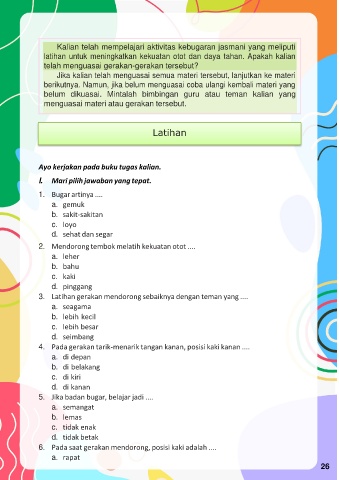 Kalian telah mempelajari aktivitas kebugaran jasmani yang meliputi
latihan untuk meningkatkan kekuatan otot dan daya tahan. Apakah kalian
telah menguasai gerakan-gerakan tersebut?
Jika kalian telah menguasai semua materi tersebut, lanjutkan ke materi
berikutnya. Namun, jika belum menguasai coba ulangi kembali materi yang
belum dikuasai. Mintalah bimbingan guru atau teman kalian yang
menguasai materi atau gerakan tersebut.
Latihan
Ayo kerjakan pada buku tugas kalian.
I. Mari pilih jawaban yang tepat.
1. Bugar artinya ....
a. gemuk
b. sakit-sakitan
c. loyo
d. sehat dan segar
2. Mendorong tembok melatih kekuatan otot ....
a. leher
b. bahu
c. kaki
d. pinggang
3. Latihan gerakan mendorong sebaiknya dengan teman yang ....
a. seagama
b. lebih kecil
c. lebih besar
d. seimbang
4. Pada gerakan tarik-menarik tangan kanan, posisi kaki kanan ....
a. di depan
b. di belakang
c. di kiri
d. di kanan
5. Jika badan bugar, belajar jadi ....
a. semangat
b. lemas
c. tidak enak
d. tidak betak
6. Pada saat gerakan mendorong, posisi kaki adalah ....
a. rapat
26